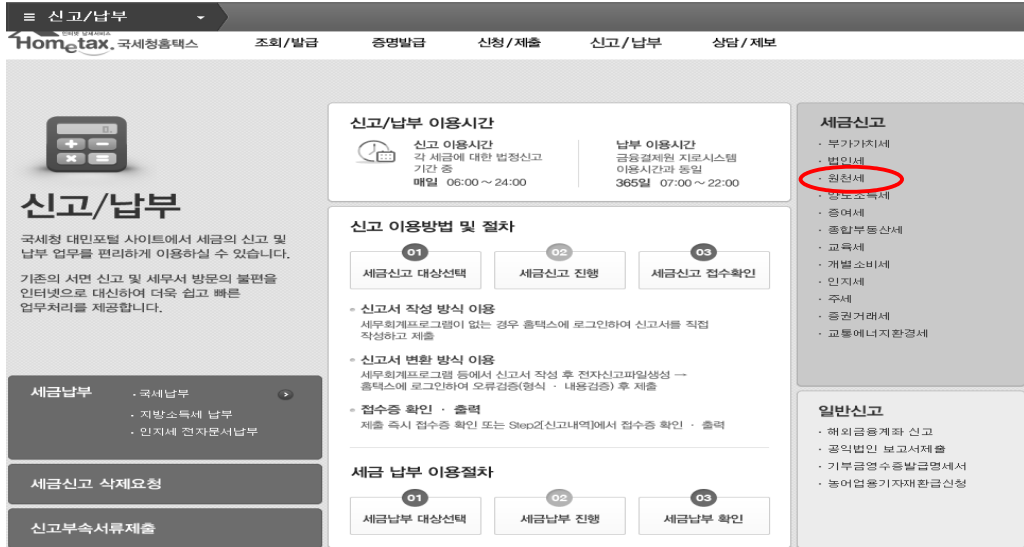 ≡ 신고/납부
인터넷 납세서비스
Hometax. 국세청홈택스
조회/발급 증명발급 신청/제출 신고/납부 상담/제보
0.
신고/납부
국세청 대민포털 사이트에서 세금의 신고 및
납부 업무를 편리하게 이용하실 수 있습니다.
기존의 서면 신고 및 세무서 방문의 불편을
인터넷으로 대신하여 더욱 쉽고 빠른
업무처리를 제공합니다.
세금납부
· 국세납부
· 지방소득세 납부
· 인지세 전자문서납부
세금신고 삭제요청
신고부속서류제출
신고/납부 이용시간
신고 이용시간
각 세금에 대한 법정신고
기간 중
매일 06:00 ~ 24:00
납부 이용시간
금융결제원 지로시스템
이용시간과 동일
365일 07:00 ~ 22:00
신고 이용방법 및 절차
01 02 03
세금신고 대상선택 세금신고 진행 세금신고 접수확인
신고서 작성 방식 이용
세무회계프로그램이 없는 경우 홈택스에 로그인하여 신고서를 직접
작성하고 제출
신고서 변환 방식 이용
세무회계프로그램 등에서 신고서 작성 후 전자신고파일생성 →
홈택스에 로그인하여 오류검증(형식 · 내용검증) 후 제출
접수증 확인 · 출력
제출 즉시 접수증 확인 또는 Step2[신고내역]에서 접수증 확인 · 출력
세금 납부 이용절차
01 02 03
세금납부 대상선택 세금납부 진행 세금납부 확인
세금신고
· 부가가치세
· 법인세
· 원천세
· 양도소득세
· 증여세
· 종합부동산세
· 교육세
· 개별소비세
· 인지세
· 주세
· 증권거래세
· 교통에너지환경세
일반신고
· 해외금융계좌 신고
· 공익법인 보고서제출
· 기부금영수증발급명세서
· 농어업용기자재환급신청